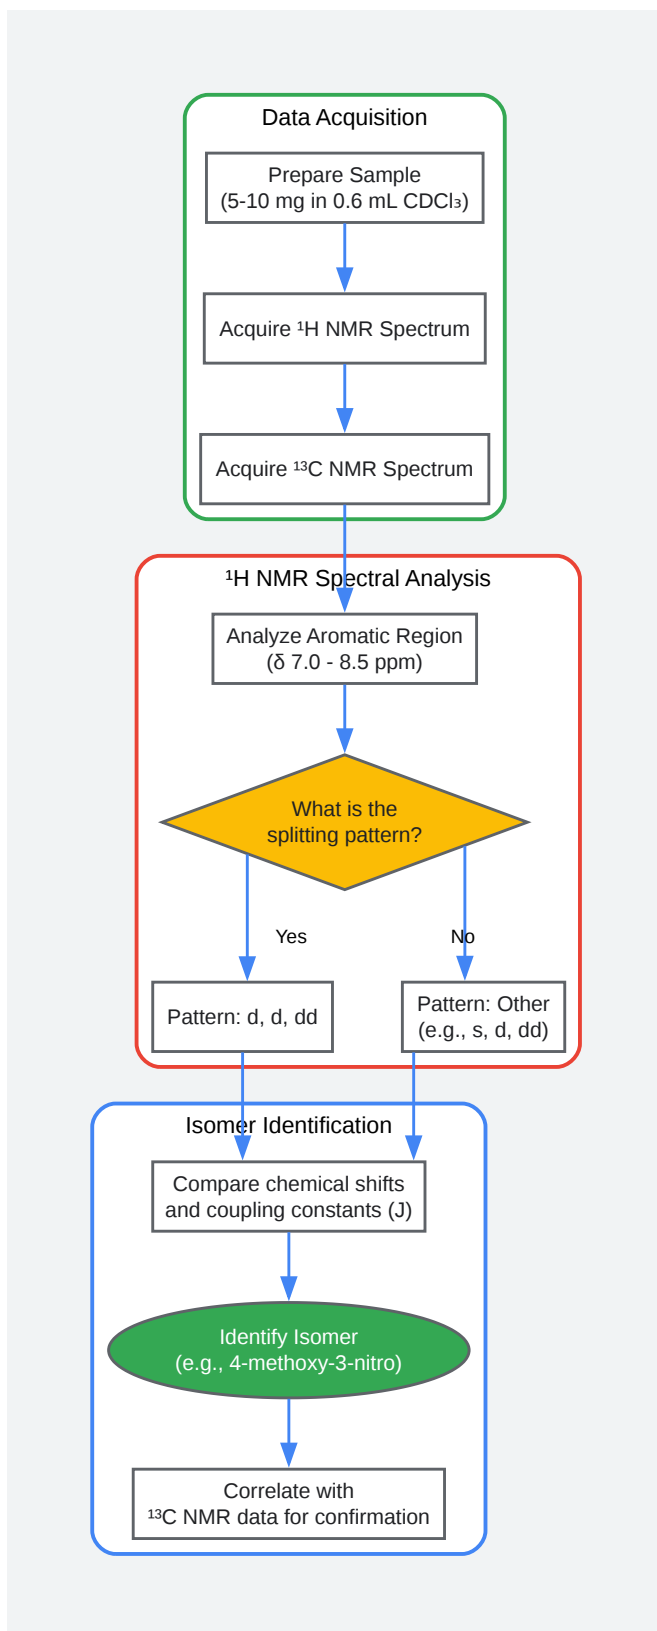 Data Acquisition
Prepare Sample
(5-10 mg in 0.6 mL CDCl₃)
Acquire ¹H NMR Spectrum
Acquire ¹³C NMR Spectrum
¹H NMR Spectral Analysis
Analyze Aromatic Region
(δ 7.0 - 8.5 ppm)
What is the
splitting pattern?
Yes
No
Pattern: d, d, dd
Pattern: Other
(e.g., s, d, dd)
Isomer Identification
Compare chemical shifts
and coupling constants (J)
Identify Isomer
(e.g., 4-methoxy-3-nitro)
Correlate with
¹³C NMR data for confirmation